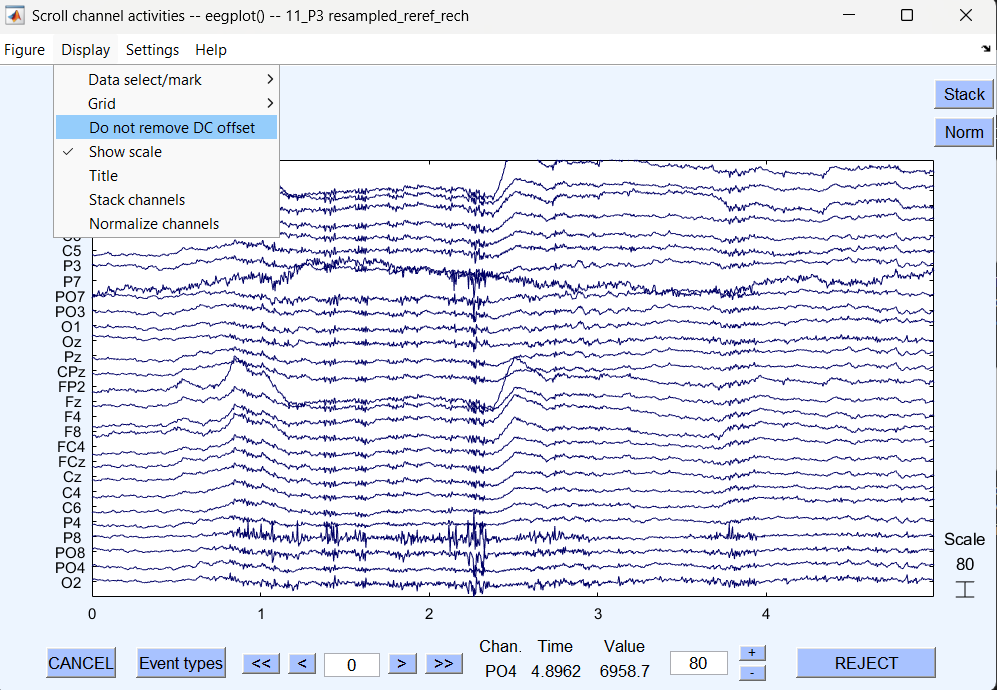 Scroll channel activities -- eegplot() -- 11_P3 resampled_reref_rech
Figure Display Settings Help
Data select/mark
Grid
Do not remove DC offset
Show scale
Title
Stack channels
Normalize channels
Stack
Norm
C5
P3
P7
PO7
PO3
O1
Oz
Pz
CPz
FP2
Fz
F4
F8
FC4
FCz
Cz
C4
C6
P4
P8
PO8
PO4
O2
0 1 2 3 4
Scale
80
CANCEL Event types << < 0 > >>
Chan. Time Value
PO4 4.8962 6958.7
80
+
-
REJECT